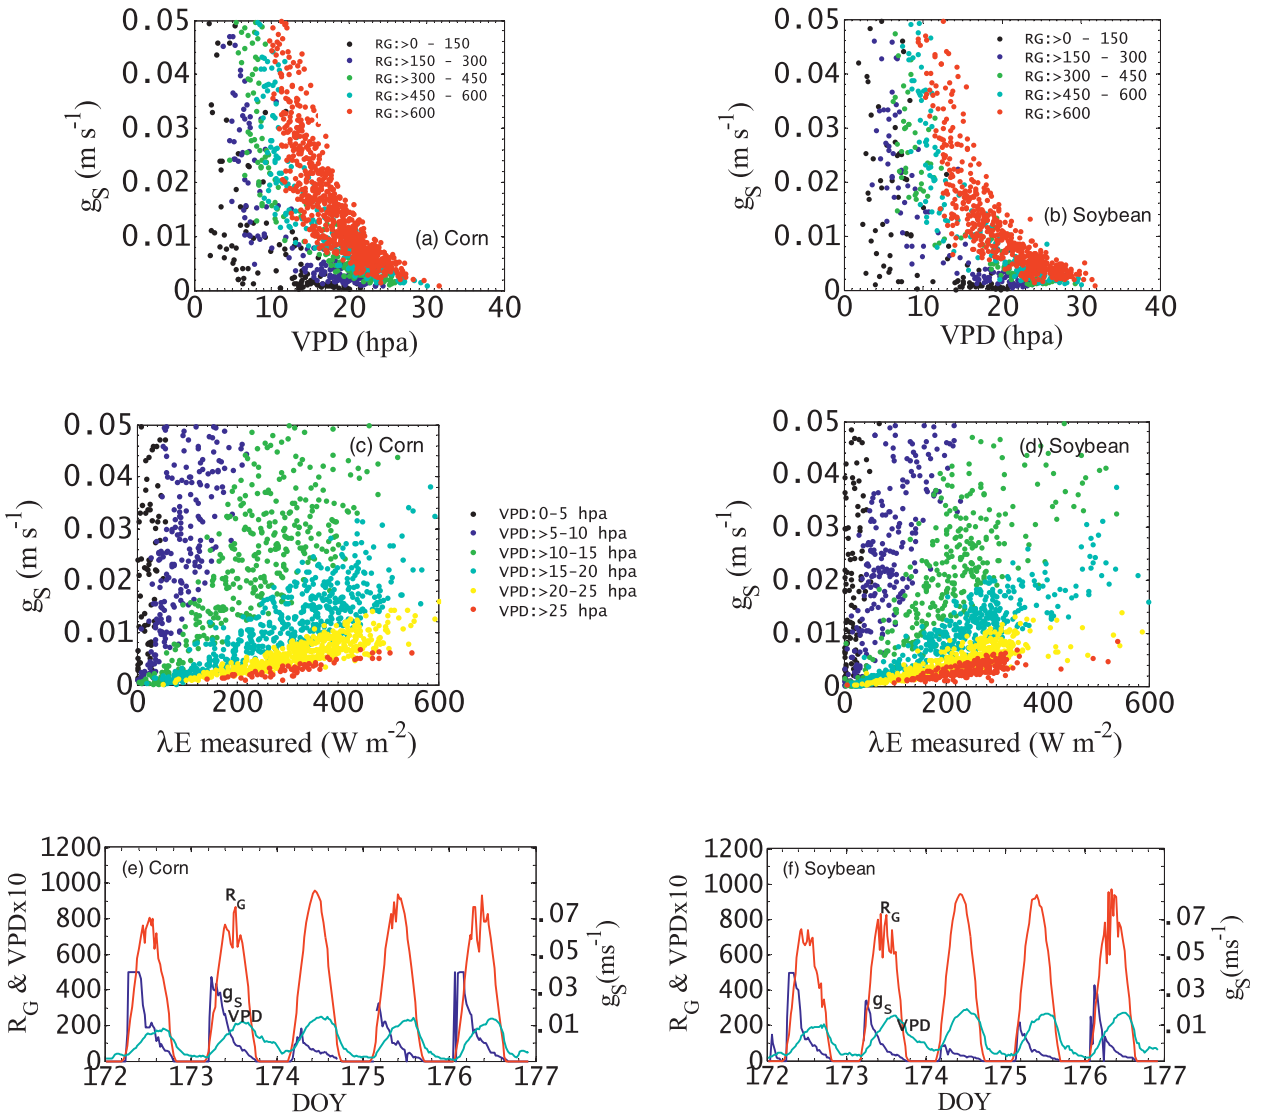 0.05
0.04
0.03
0.02
0.01
0
gS (m s-1)
RG:>0 - 150
RG:>150 - 300
RG:>300 - 450
RG:>450 - 600
RG:>600
(a) Corn
0 10 20 30 40
VPD (hpa)
0.05
0.04
0.03
0.02
0.01
0
gS (m s-1)
RG:>0 - 150
RG:>150 - 300
RG:>300 - 450
RG:>450 - 600
RG:>600
(b) Soybean
0 10 20 30 40
VPD (hpa)
0.05
0.04
0.03
0.02
0.01
0
gS (m s-1)
(c) Corn
0 200 400 600
λE measured (W m-2)
VPD:0-5 hpa
VPD:>5-10 hpa
VPD:>10-15 hpa
VPD:>15-20 hpa
VPD:>20-25 hpa
VPD:>25 hpa
0.05
0.04
0.03
0.02
0.01
0
gS (m s-1)
(d) Soybean
0 200 400 600
λE measured (W m-2)
1200
1000
800
600
400
200
0
RG & VPDx10
(e) Corn
RG
gS
VPD
.07
.05
.03
.01
gS(ms-1)
172 173 174 175 176 177
DOY
1200
1000
800
600
400
200
0
RG & VPDx10
(f) Soybean
RG
gS
VPD
.07
.05
.03
.01
gS(ms-1)
172 173 174 175 176 177
DOY